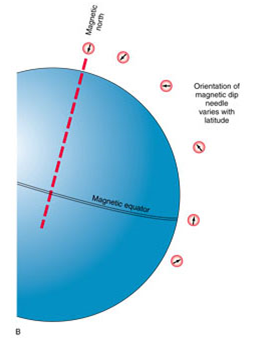 Magnetic
north
Orientation of
magnetic dip
needle
varies with
latitude
Magnetic equator
B